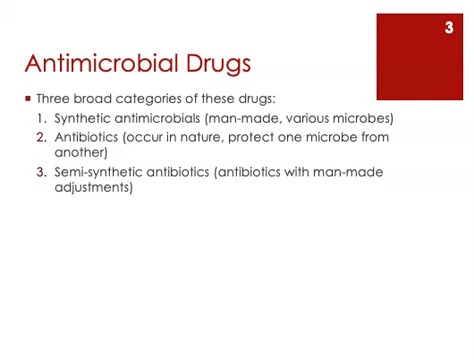 3
Antimicrobial Drugs
Three broad categories of these drugs:
1. Synthetic antimicrobials (man-made, various microbes)
2. Antibiotics (occur in nature, protect one microbe from
another)
3. Semi-synthetic antibiotics (antibiotics with man-made
adjustments)